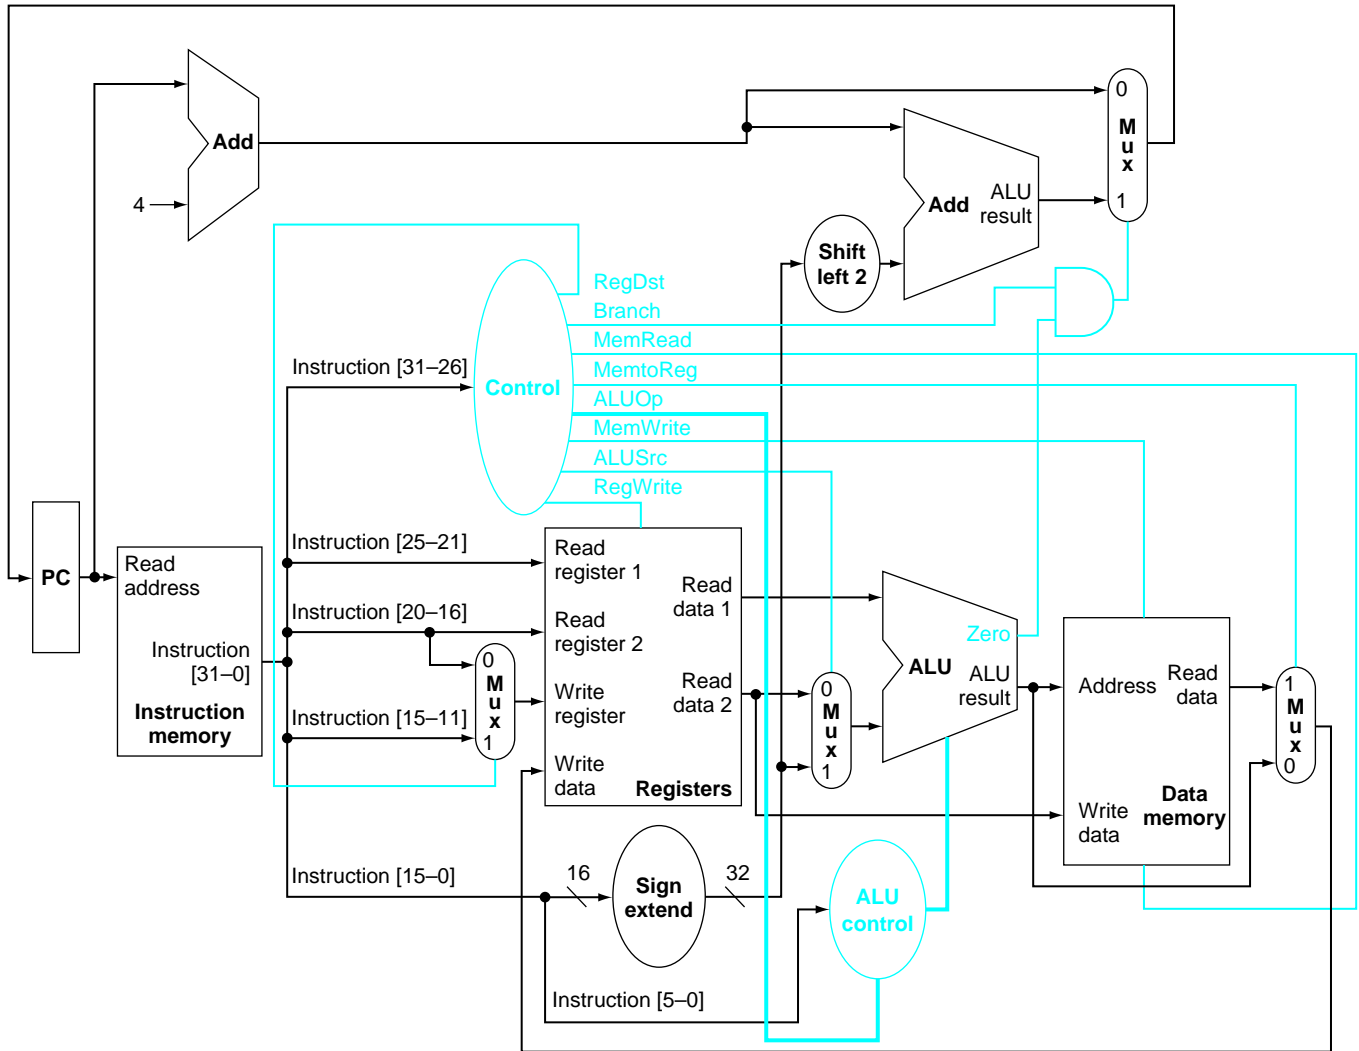 0
M
u
x
1
Add
4
Add
ALU
result
Shift
left 2
RegDst
Branch
MemRead
MemtoReg
ALUOp
MemWrite
ALUSrc
RegWrite
Control
Instruction [31–26]
Instruction [25–21]
Instruction [20–16]
Instruction [15–11]
Instruction [15–0]
Instruction [5–0]
PC
Read
address
Instruction
[31–0]
Instruction
memory
0
M
u
x
1
Read
register 1
Read
register 2
Write
register
Write
data
Read
data 1
Read
data 2
Registers
0
M
u
x
1
Zero
ALU
ALU
result
Address
Read
data
Write
data
Data
memory
1
M
u
x
0
16
Sign
extend
32
ALU
control